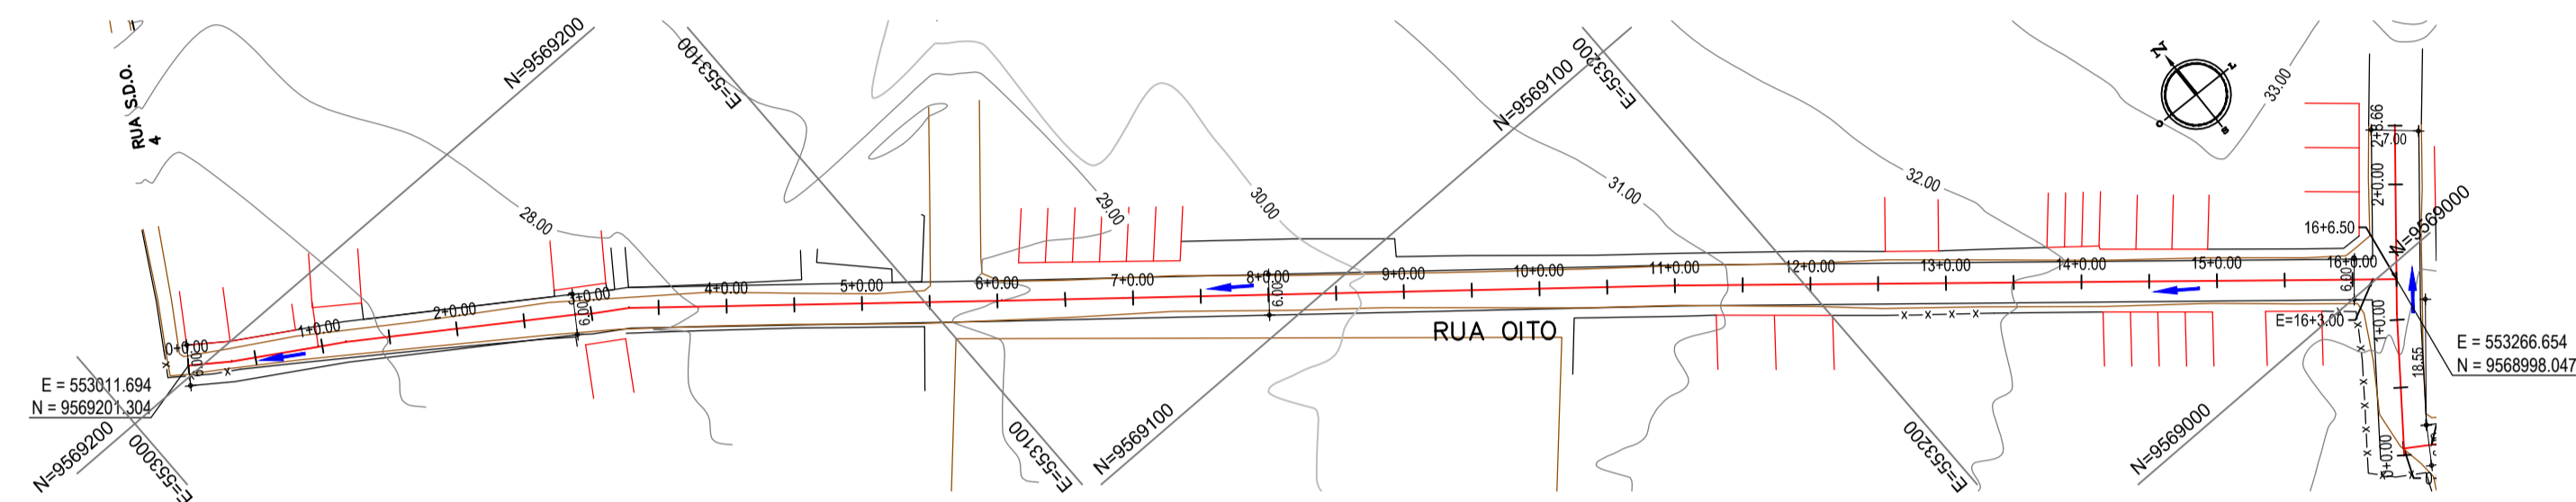 RUA S.D.O.
4
N=9569200
E=553100
N=9569100
E=553200
N
33.00
32.00
31.00
30.00
29.00
28.00
2+8.66
7.00
2+0.00
N=9569000
16+6.50
0+0.00
1+0.00
2+0.00
3+0.00
4+0.00
5+0.00
6+0.00
7+0.00
8+0.00
9+0.00
10+0.00
11+0.00
12+0.00
13+0.00
14+0.00
15+0.00
16+0.00
6.00
6.00
6.00
6.00
RUA OITO
E=16+3.00
1+0.00
18.55
0+0.00
E = 553011.694
N = 9569201.304
E = 553266.654
N = 9568998.047
N=9569200
E=553000
E=553100
N=9569100
E=553200
N=9569000